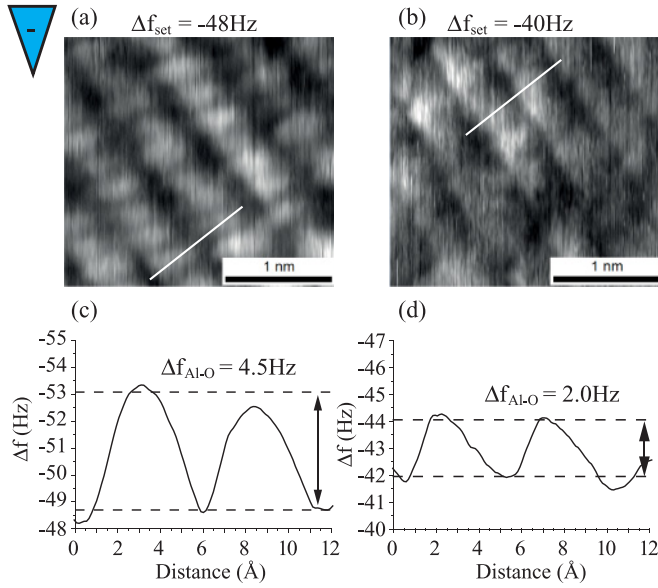 -
(a)
Δf_set = -48Hz
(b)
Δf_set = -40Hz
1 nm
1 nm
(c)
Δf (Hz)
-55
-53
-52
-51
-50
-49
-48
Δf_Al-O = 4.5Hz
0 2 4 6 8 10 12
Distance (Å)
(d)
Δf (Hz)
-47
-46
-45
-44
-43
-42
-41
-40
Δf_Al-O = 2.0Hz
0 2 4 6 8 10 12
Distance (Å)